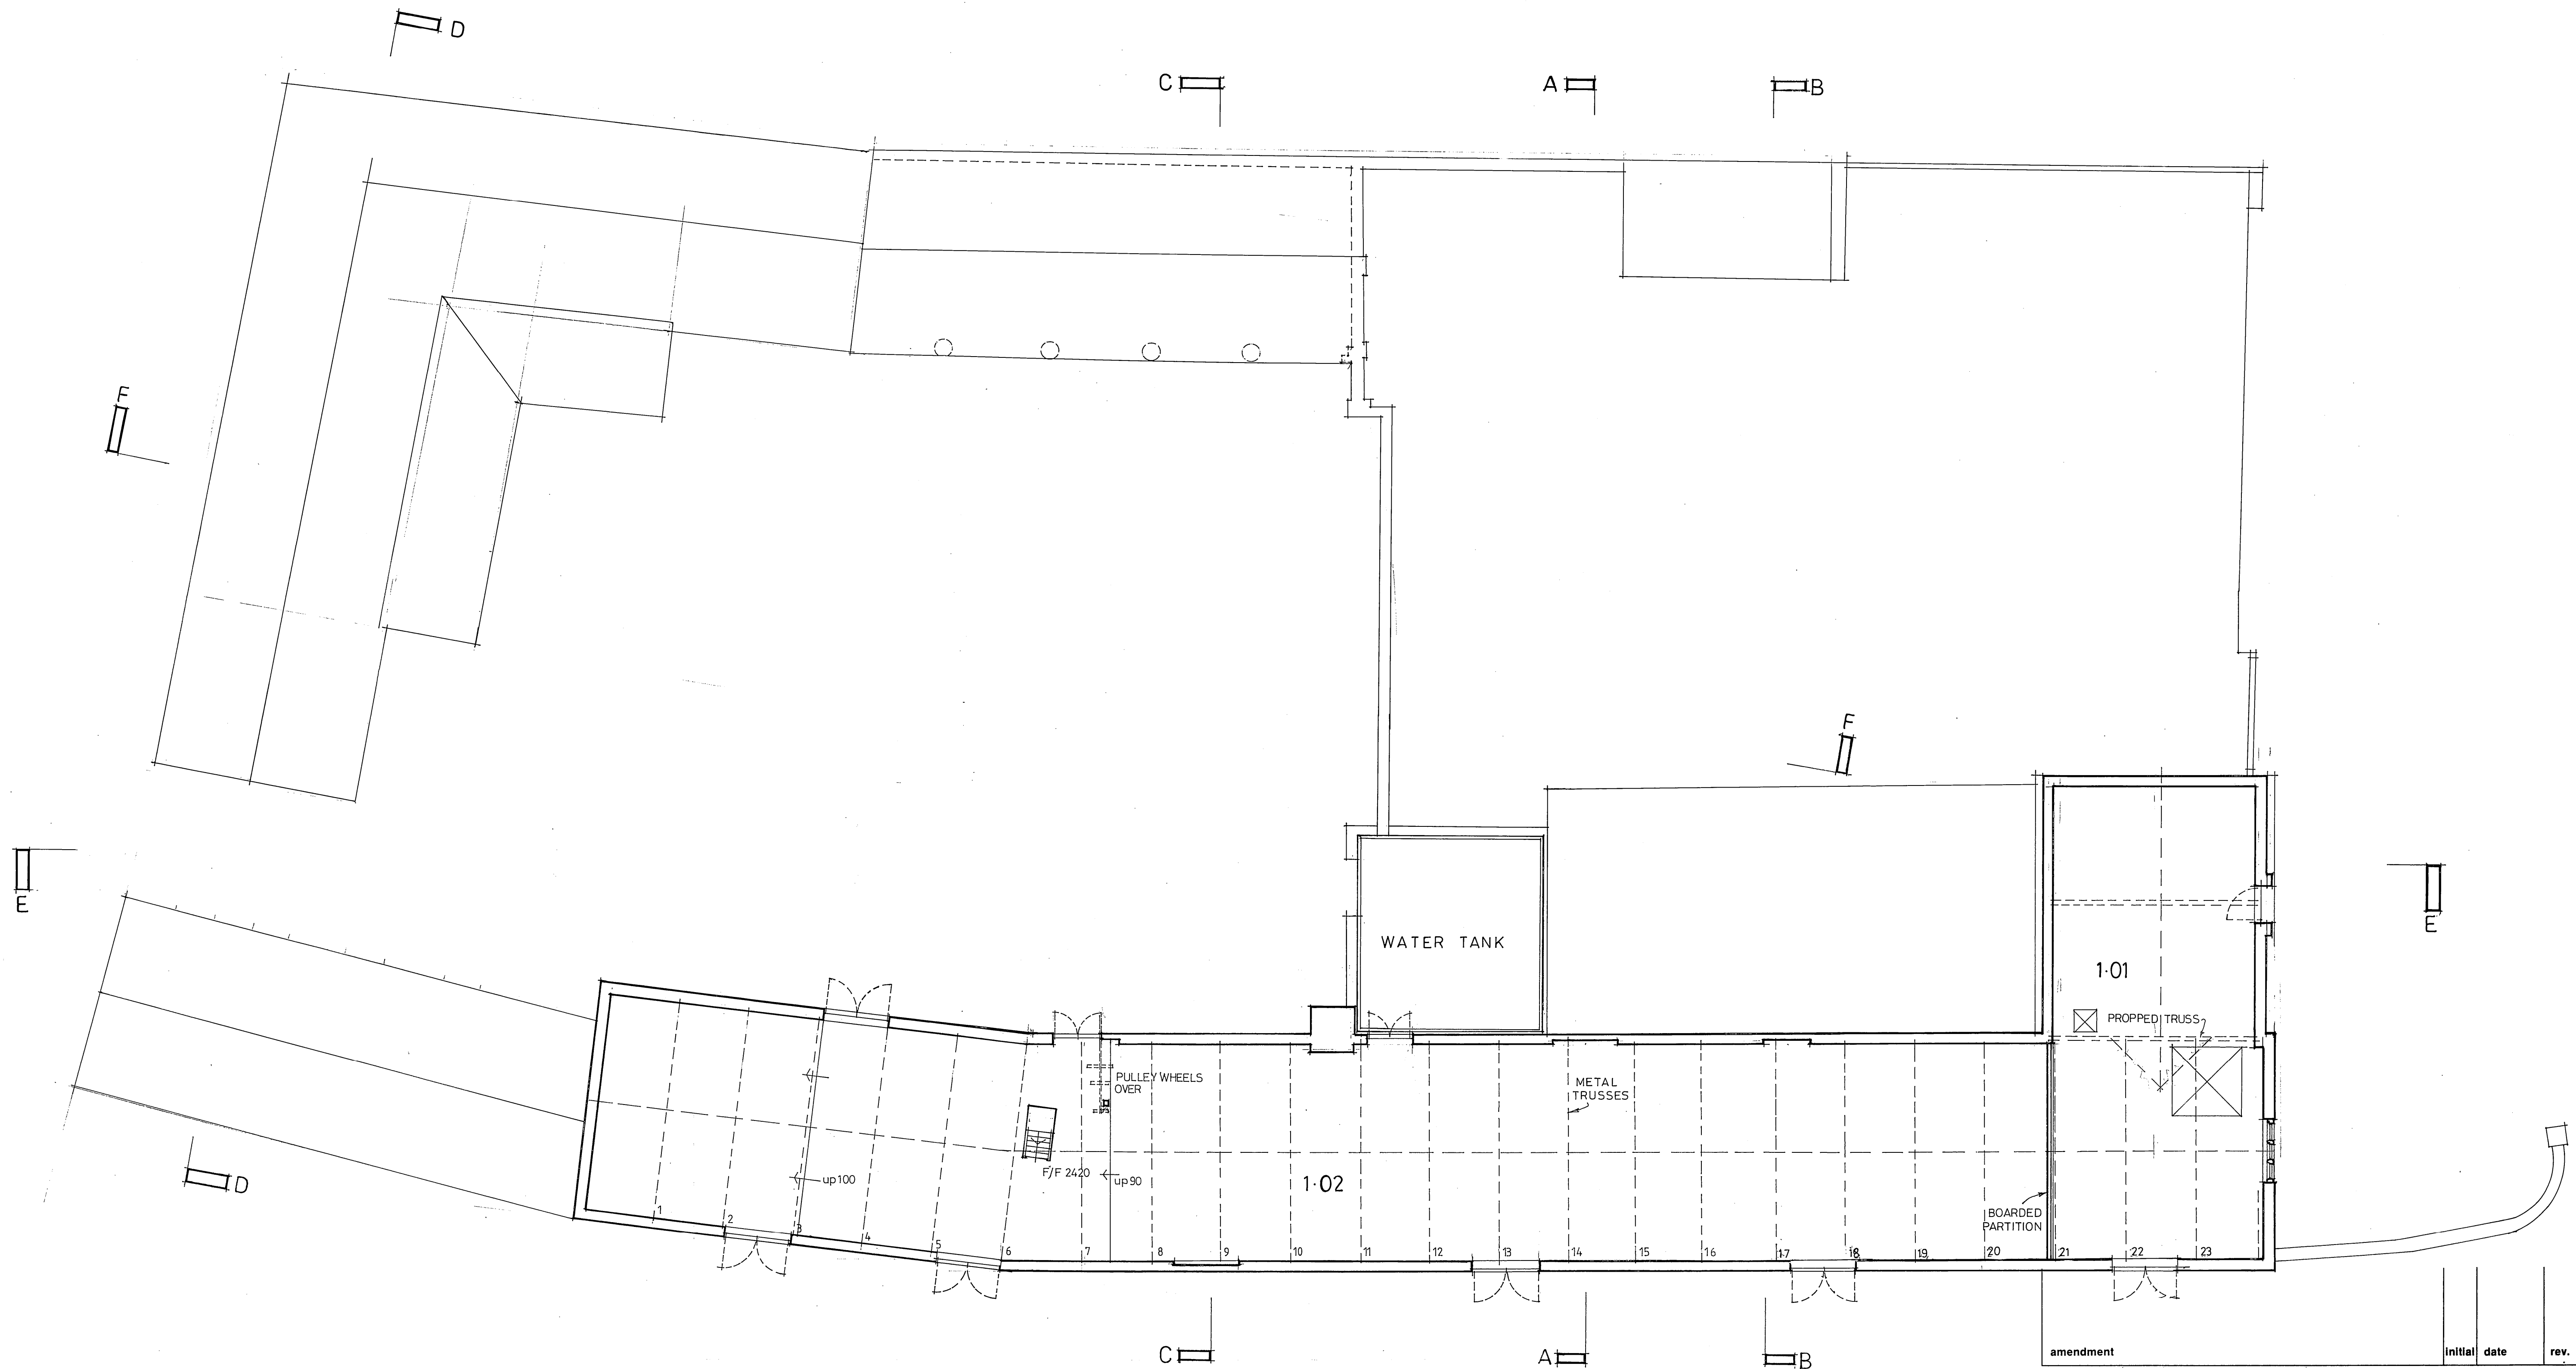 D
C
A
B
F
F
E
E
WATER TANK
1·01
PROPPED TRUSS
PULLEY WHEELS
OVER
METAL
TRUSSES
F/F 2420
up 90
up100
1·02
BOARDED
PARTITION
D
1
2
3
4
5
6
7
8
9
10
11
12
13
14
15
16
17
18
19
20
21
22
23
C
A
B
amendment
initial
date
rev.